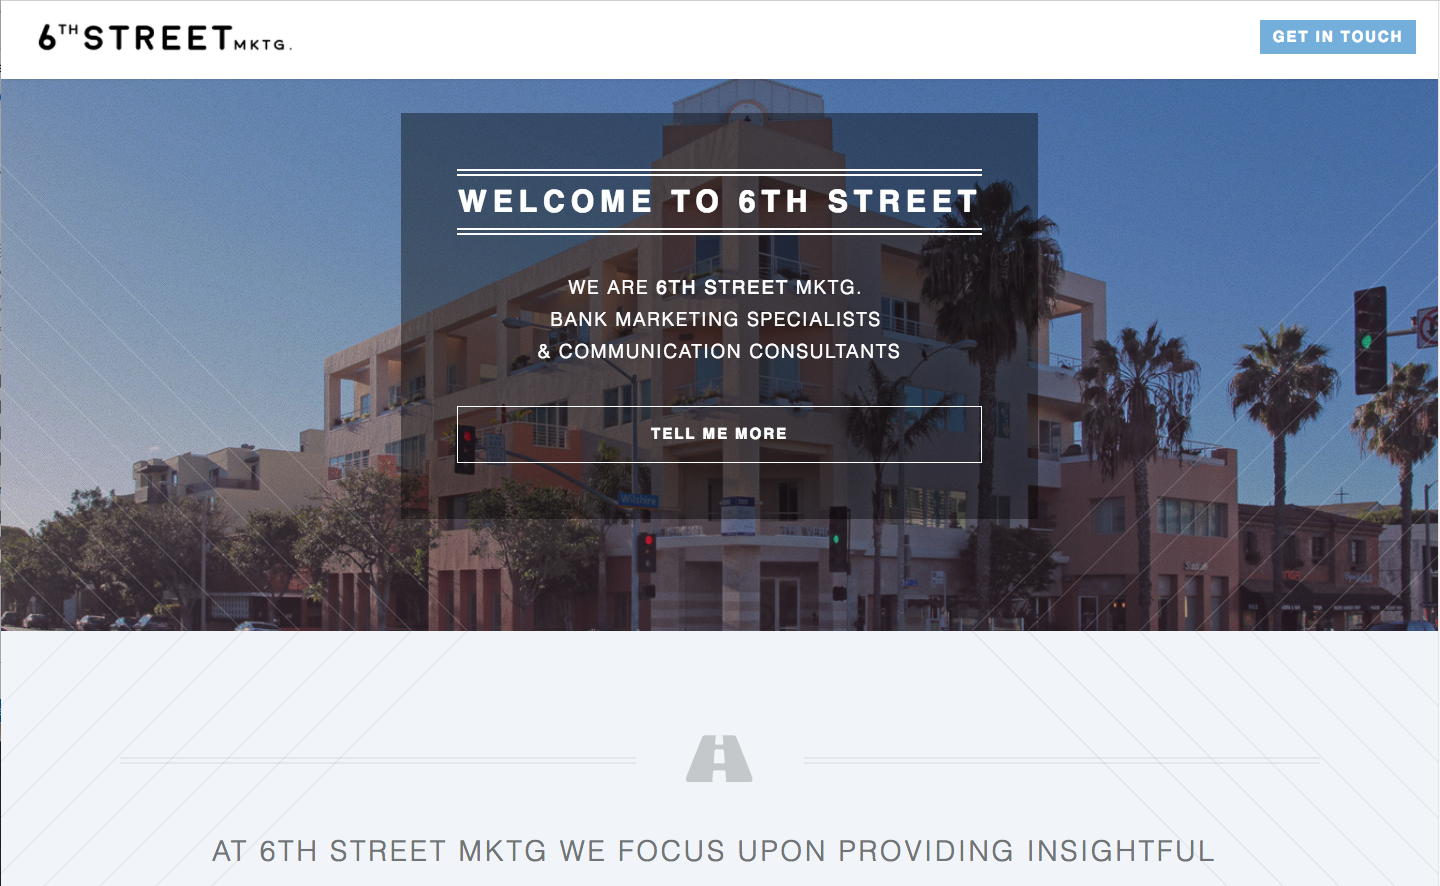 6TH STREET MKTG.
GET IN TOUCH
WELCOME TO 6TH STREET
WE ARE 6TH STREET MKTG.
BANK MARKETING SPECIALISTS
& COMMUNICATION CONSULTANTS
TELL ME MORE
Wilshire
AT 6TH STREET MKTG WE FOCUS UPON PROVIDING INSIGHTFUL